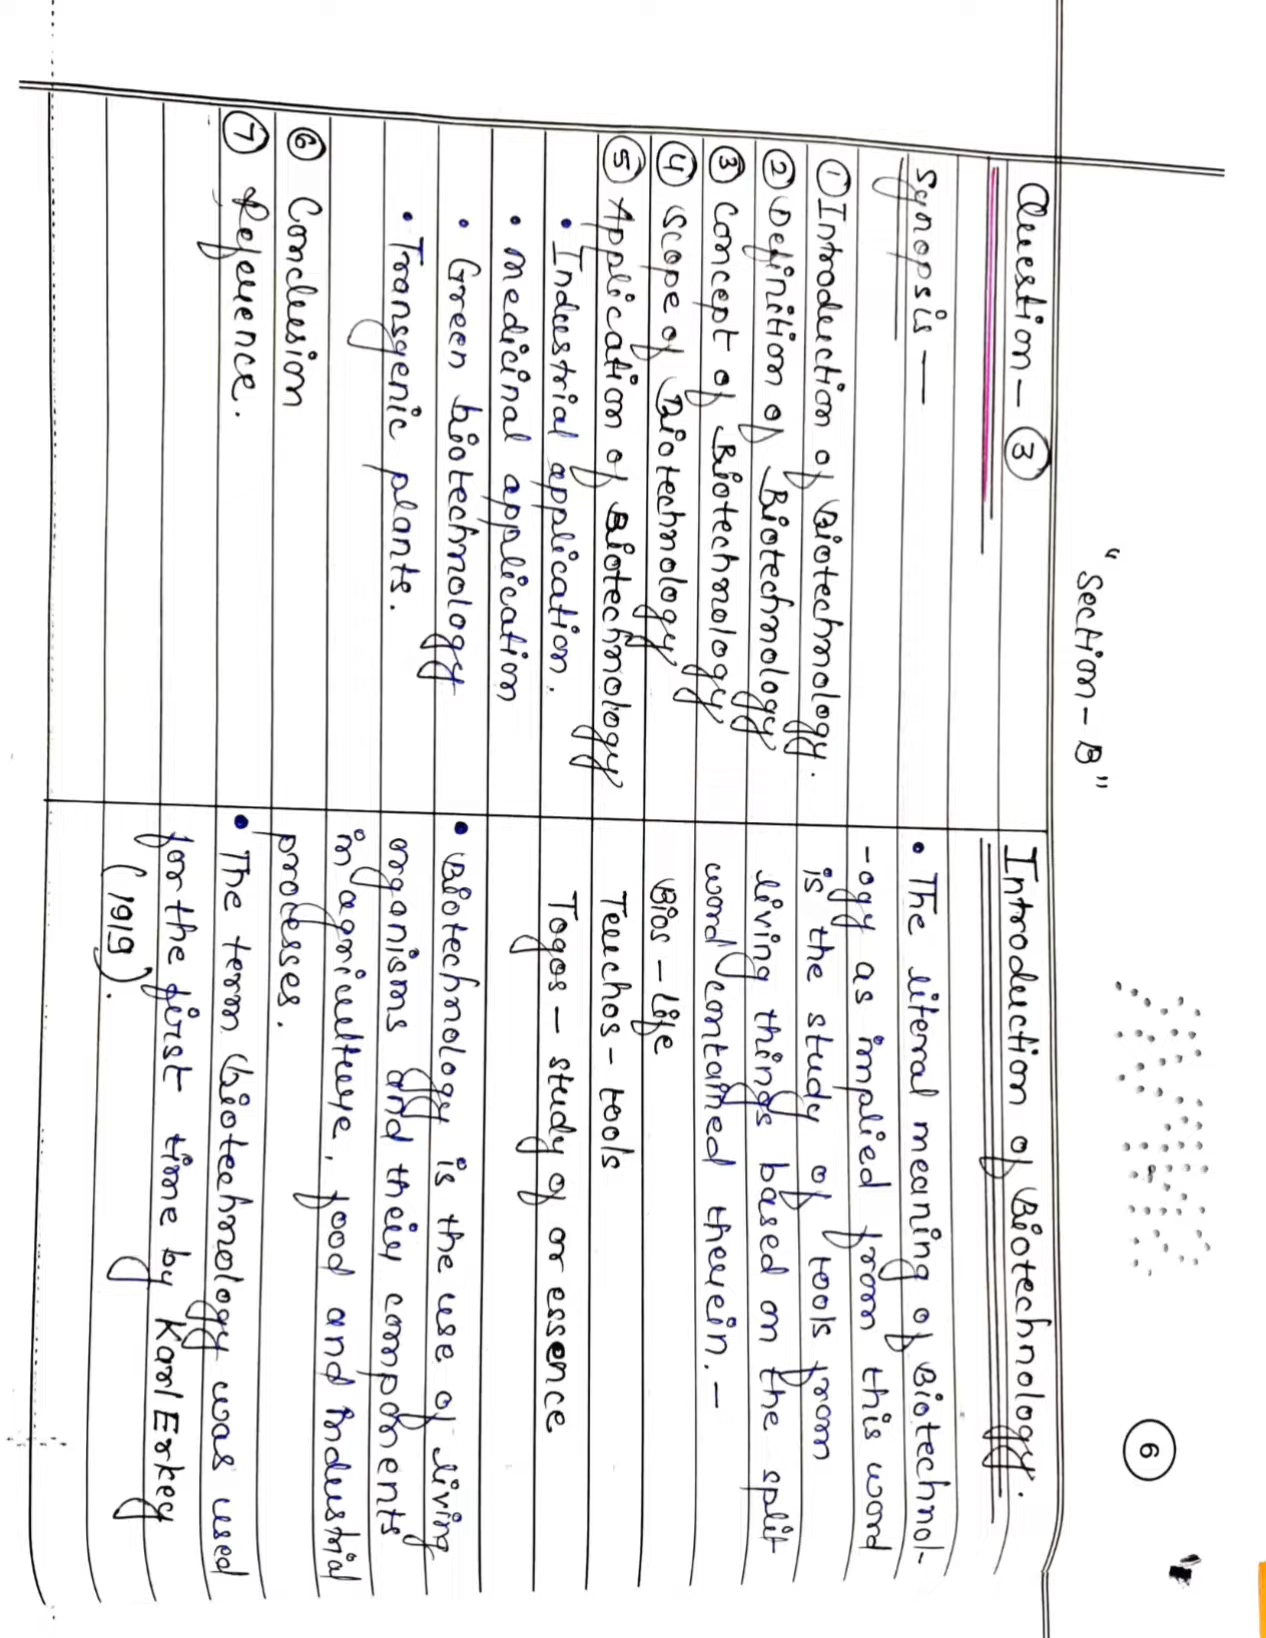 "Section-B"
6
Question- 3
Synopsis —
1 Introduction of Biotechnology.
2 Definition of Biotechnology
3 Concept of Biotechnology
4 Scope of Biotechnology
5 Application of Biotechnology
• Industrial application.
• medicinal application
• Green biotechnology
• Transgenic plants.
6 Conclusion
7 Reference.
Introduction of Biotechnology.
• The literal meaning of Biotechnol-
-ogy as implied from this word
is the study of tools from
living things based on the split
word contained therein. -
Bios - Life
Teuchos - tools
Togos - study of or essence
• Biotechnology is the use of living
organisms and their components
in agriculture, food and industrial
processes.
• The term biotechnology was used
for the first time by Karl Erkey
(1919).